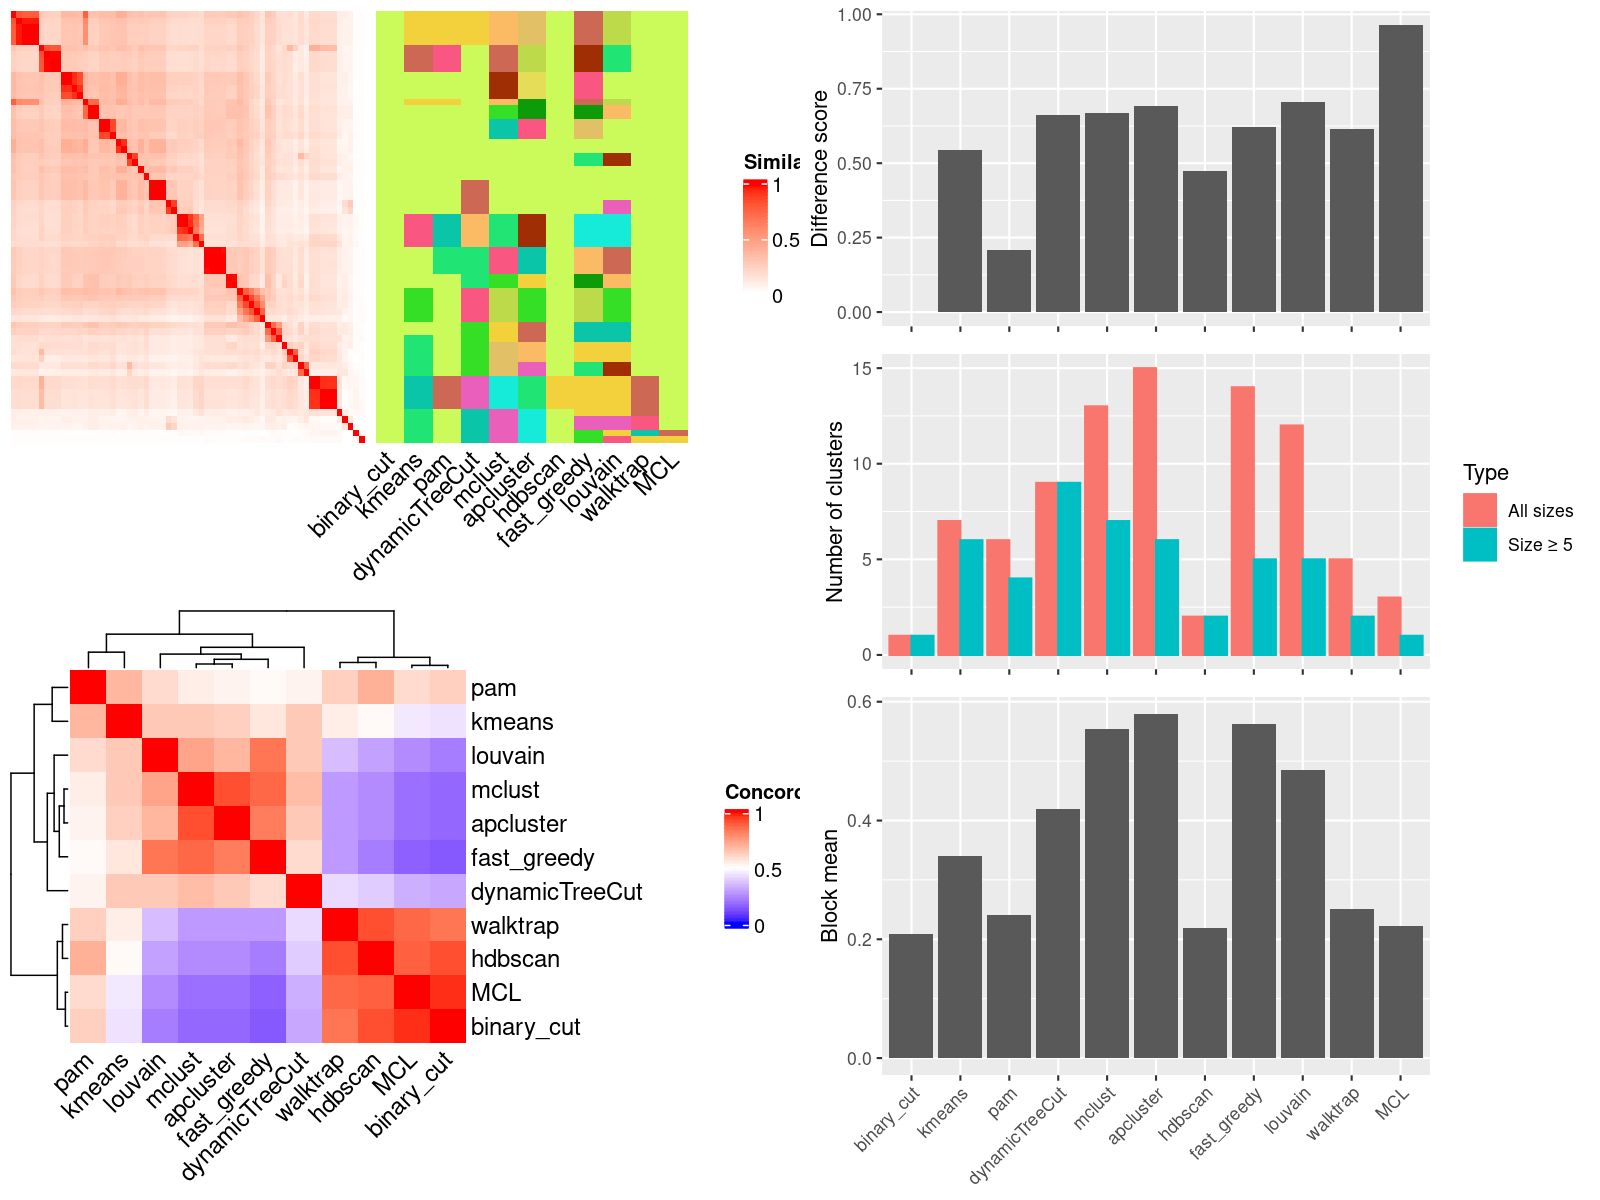 Simila
1
0.5
0
binary_cut
kmeans
pam
dynamicTreeCut
mclust
apcluster
hdbscan
fast_greedy
louvain
walktrap
MCL
pam
kmeans
louvain
mclust
apcluster
fast_greedy
dynamicTreeCut
walktrap
hdbscan
MCL
binary_cut
Concord
1
0.5
0
pam
kmeans
louvain
mclust
apcluster
fast_greedy
dynamicTreeCut
walktrap
hdbscan
MCL
binary_cut
Difference score
1.00
0.75
0.50
0.25
0.00
Number of clusters
15
10
5
0
Type
All sizes
Size ≥ 5
Block mean
0.6
0.4
0.2
0.0
binary_cut
kmeans
pam
dynamicTreeCut
mclust
apcluster
hdbscan
fast_greedy
louvain
walktrap
MCL